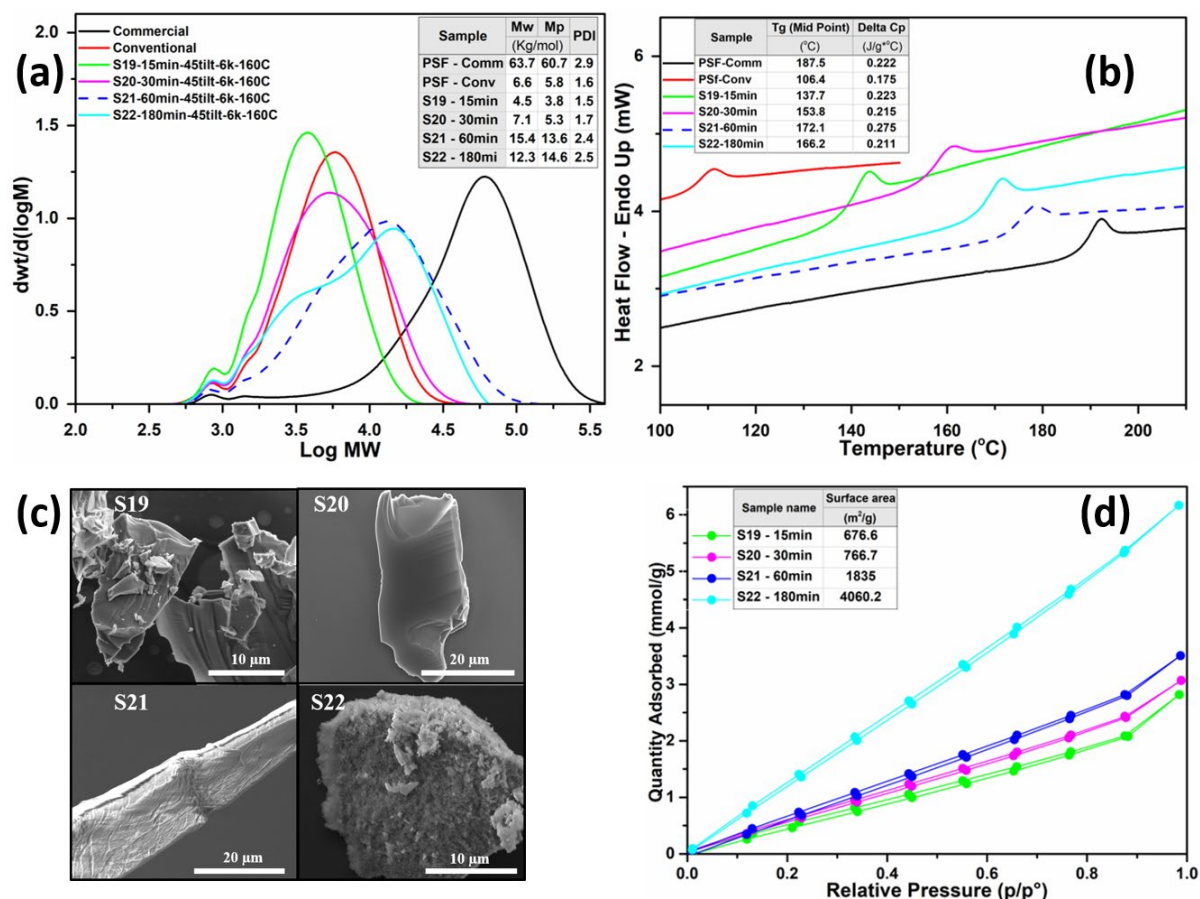 (a)
2.0
1.5
1.0
0.5
0.0
dwt/d(logM)
2.0 2.5 3.0 3.5 4.0 4.5 5.0 5.5
Log MW
Commercial
Conventional
S19-15min-45tilt-6k-160C
S20-30min-45tilt-6k-160C
S21-60min-45tilt-6k-160C
S22-180min-45tilt-6k-160C
Sample Mw Mp PDI
(Kg/mol)
PSF - Comm 63.7 60.7 2.9
PSF - Conv 6.6 5.8 1.6
S19 - 15min 4.5 3.8 1.5
S20 - 30min 7.1 5.3 1.7
S21 - 60min 15.4 13.6 2.4
S22 - 180mi 12.3 14.6 2.5
(b)
6
4
2
Heat Flow - Endo Up (mW)
100 120 140 160 180 200
Temperature (°C)
Sample Tg (Mid Point) Delta Cp
(°C) (J/g*°C)
PSF-Comm 187.5 0.222
PSf-Conv 106.4 0.175
S19-15min 137.7 0.223
S20-30min 153.8 0.215
S21-60min 172.1 0.275
S22-180min 166.2 0.211
(c)
S19
10 µm
S20
20 µm
S21
20 µm
S22
10 µm
(d)
6
5
4
3
2
1
0
Quantity Adsorbed (mmol/g)
0.0 0.2 0.4 0.6 0.8 1.0
Relative Pressure (p/p°)
Sample name Surface area
(m²/g)
S19 - 15min 676.6
S20 - 30min 766.7
S21 - 60min 1835
S22 - 180min 4060.2